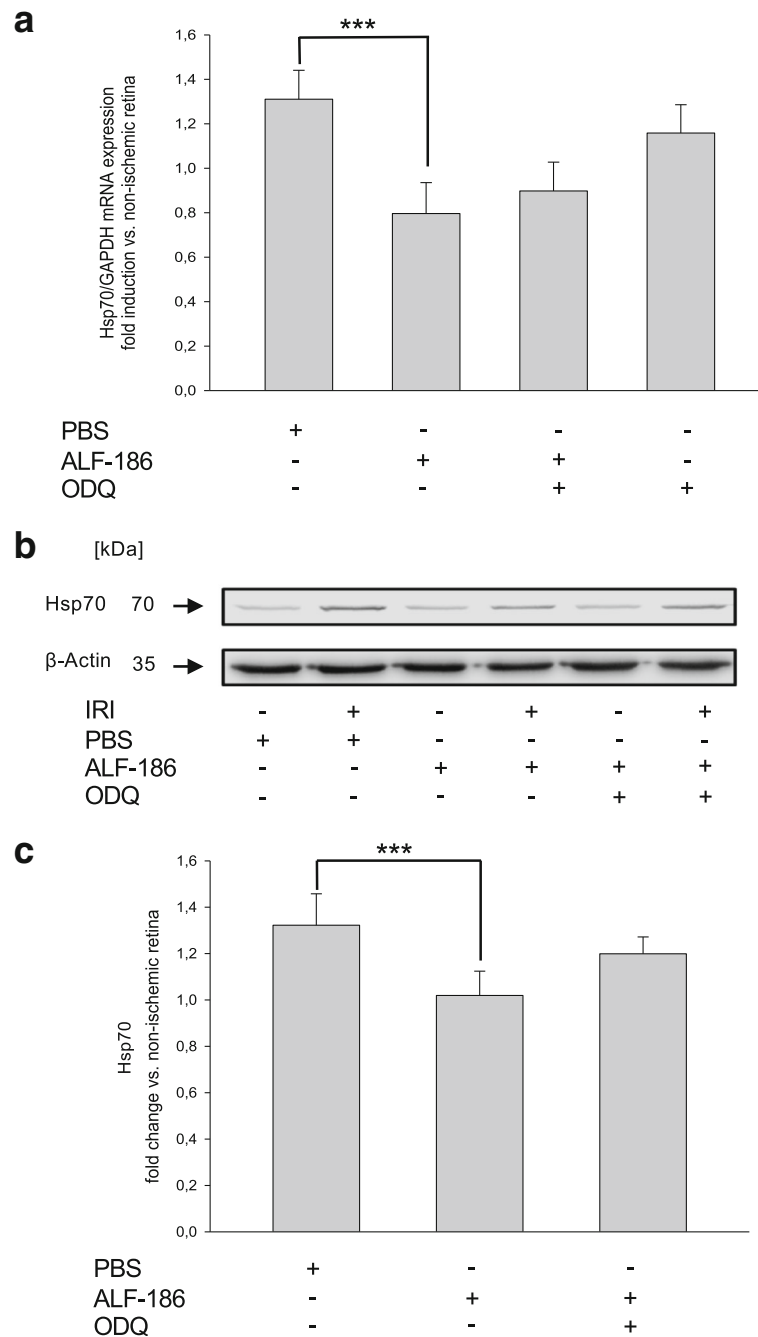 a
***
Hsp70/GAPDH mRNA expression
fold induction vs. non-ischemic retina
1,6
1,4
1,2
1,0
0,8
0,6
0,4
0,2
0,0
PBS + - - -
ALF-186 - + + -
ODQ - - + +
b [kDa]
Hsp70 70
β-Actin 35
IRI - + - + - +
PBS + + - - - -
ALF-186 - - + + + +
ODQ - - - - + +
c
***
Hsp70
fold change vs. non-ischemic retina
1,6
1,4
1,2
1,0
0,8
0,6
0,4
0,2
0,0
PBS + - -
ALF-186 - + +
ODQ - - +